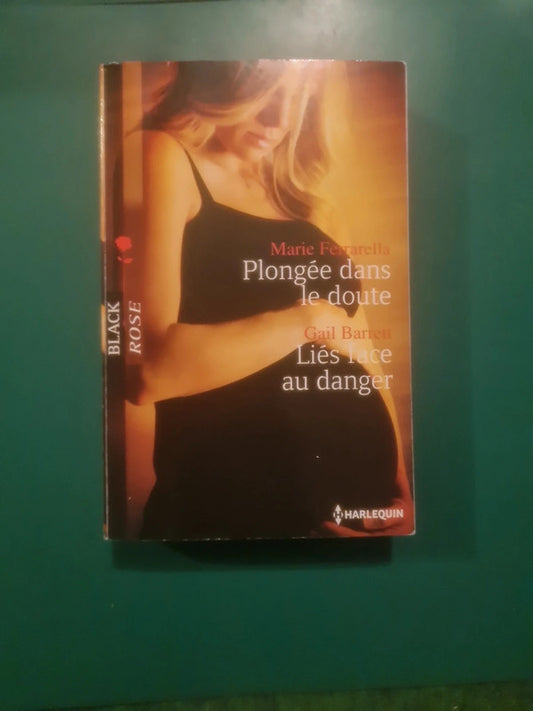 Marie Ferrarella
Plongée dans
le doute
Gail Barrett
Liés face
au danger
BLACK
ROSE
HARLEQUIN